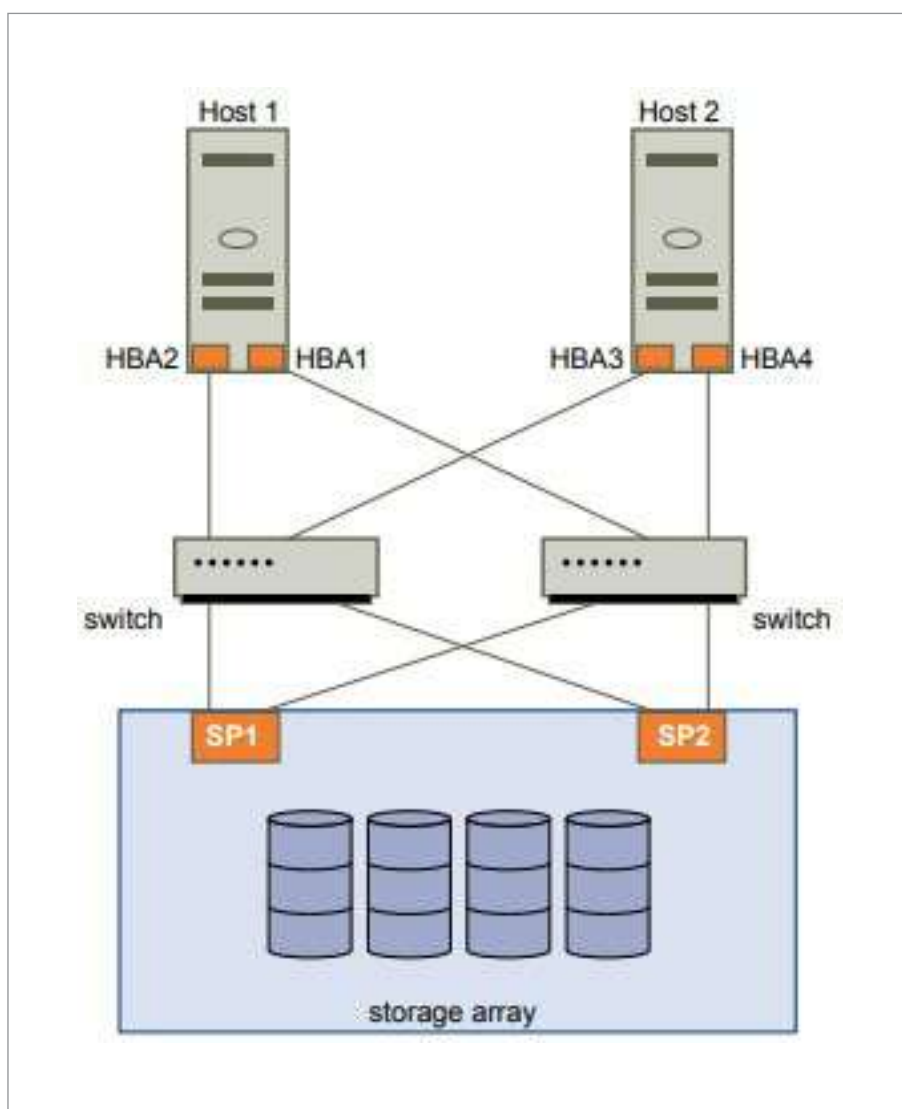 Host 1
Host 2
HBA2
HBA1
HBA3
HBA4
switch
switch
SP1
SP2
storage array